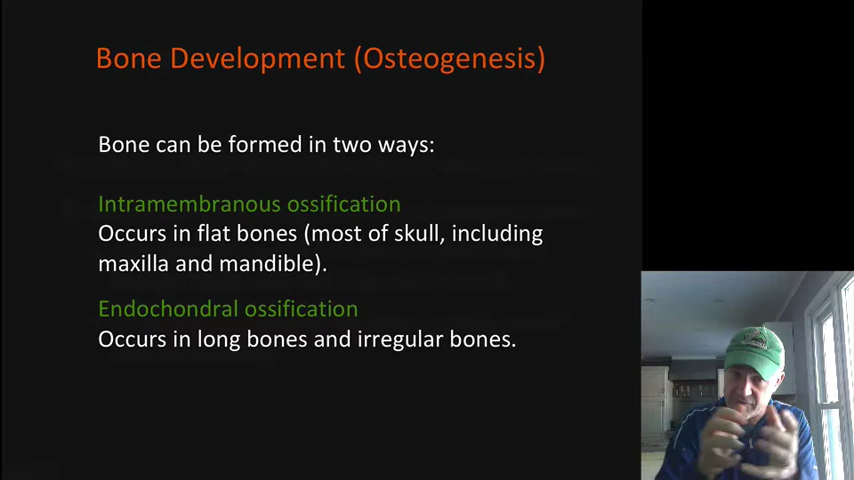 Bone Development (Osteogenesis)
Bone can be formed in two ways:
Intramembranous ossification
Occurs in flat bones (most of skull, including
maxilla and mandible).
Endochondral ossification
Occurs in long bones and irregular bones.